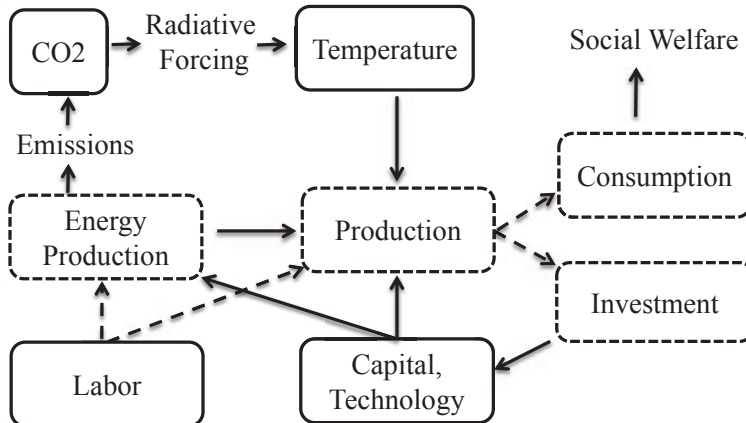 CO2
Radiative
Forcing
Temperature
Social Welfare
Emissions
Consumption
Energy
Production
Production
Investment
Labor
Capital,
Technology